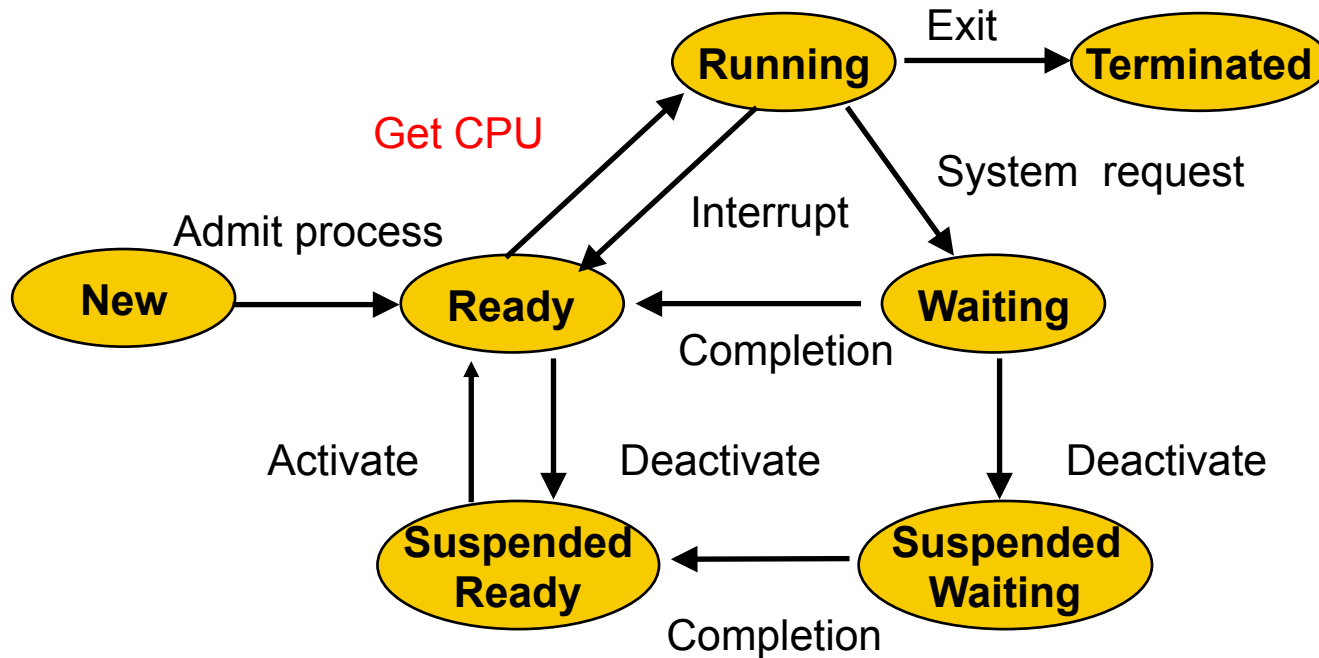 Exit
Running
Terminated
Get CPU
System request
Interrupt
Admit process
New
Ready
Waiting
Completion
Activate
Deactivate
Deactivate
Suspended
Ready
Suspended
Waiting
Completion